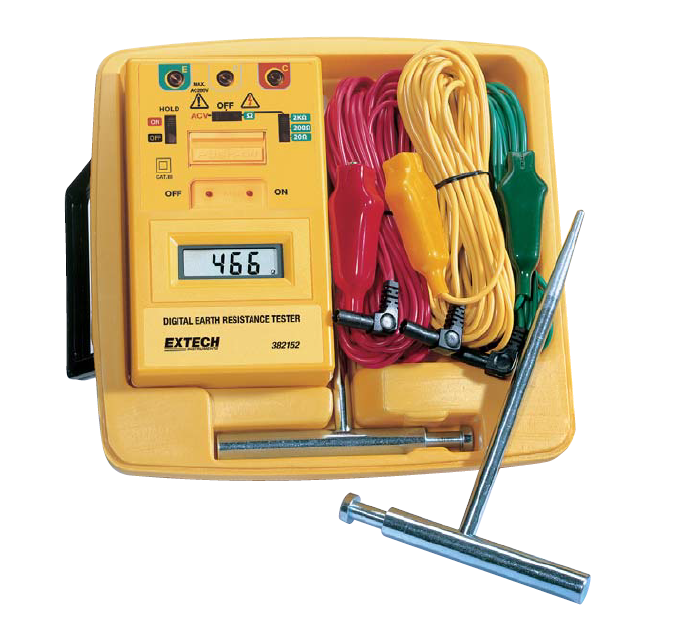 E
C
MAX.
AC200V
HOLD
OFF
ACV
Ω
2KΩ
200Ω
20Ω
ON
OFF
CAT.III
OFF
ON
466
Ω
DIGITAL EARTH RESISTANCE TESTER
EXTECH
INSTRUMENTS
382152